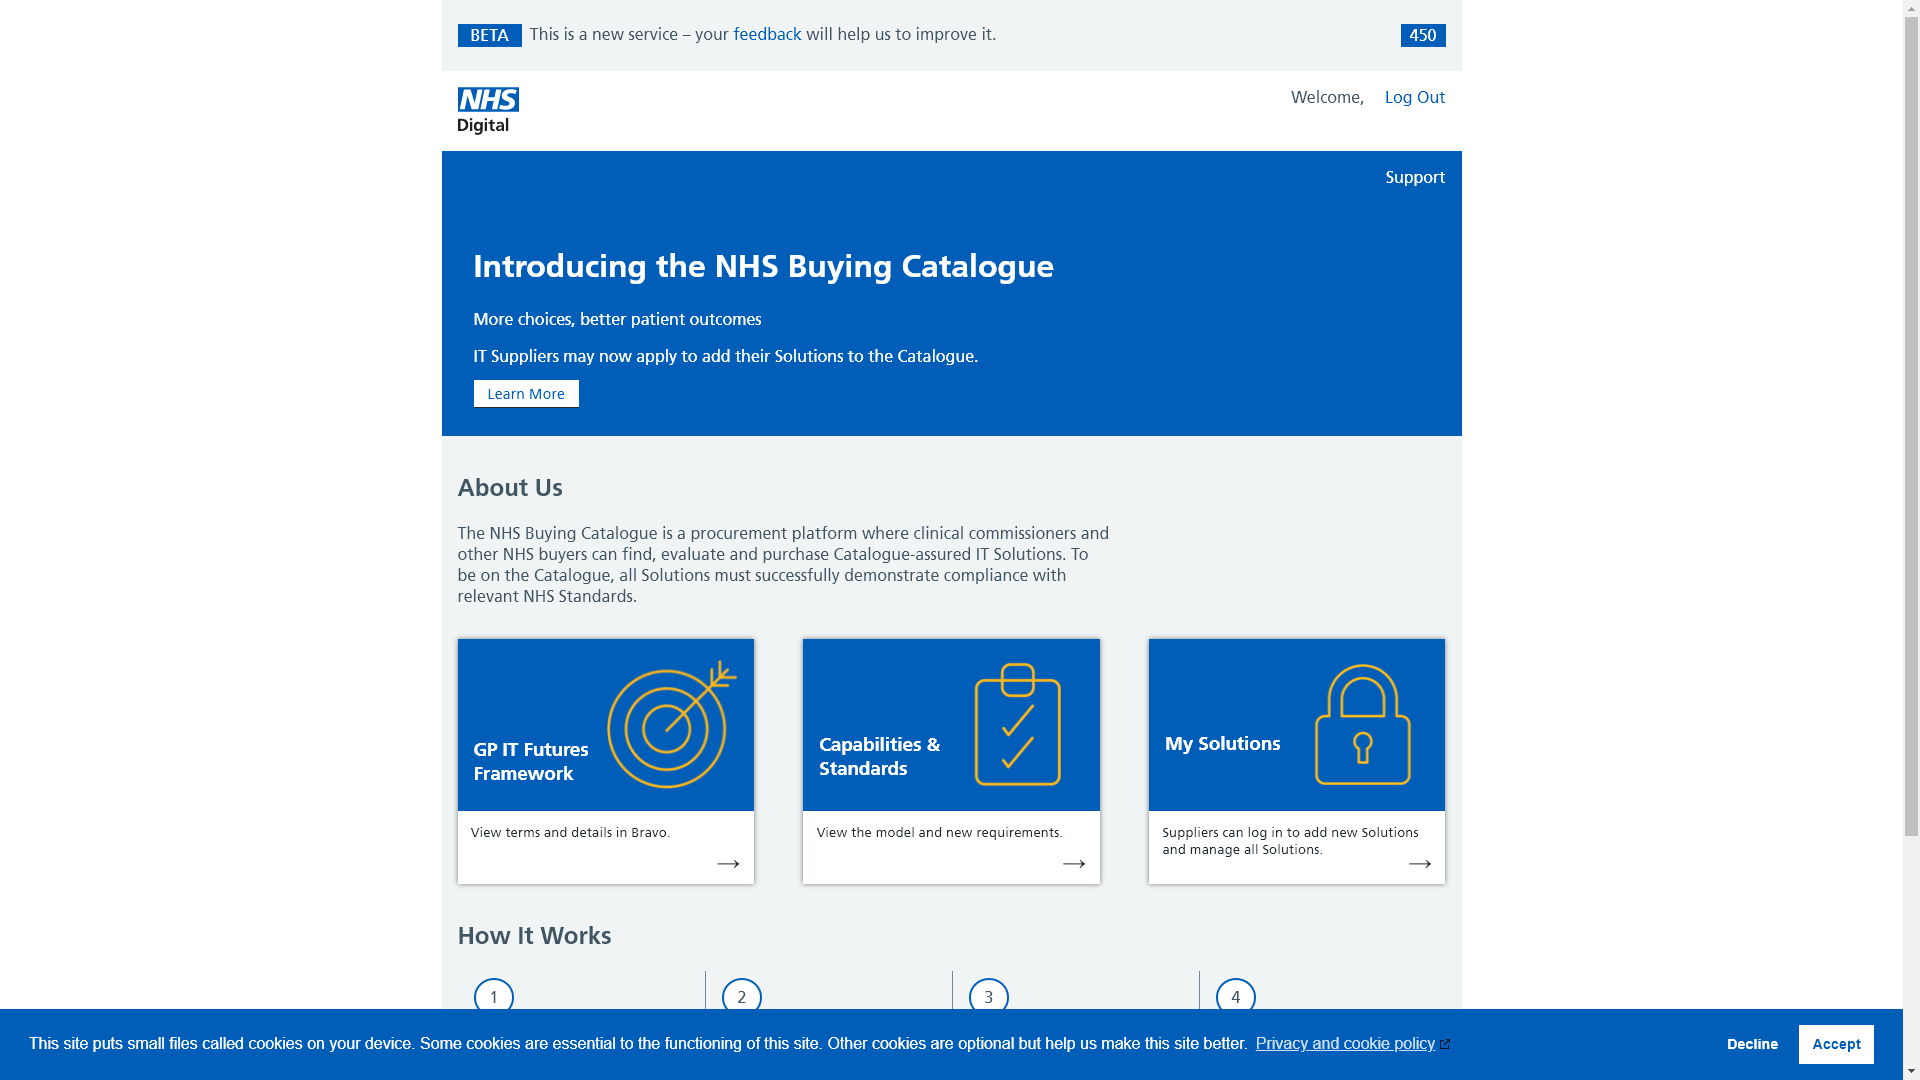 BETA This is a new service – your feedback will help us to improve it. 450
NHS
Digital
Welcome, Log Out
Support
Introducing the NHS Buying Catalogue
More choices, better patient outcomes
IT Suppliers may now apply to add their Solutions to the Catalogue.
Learn More
About Us
The NHS Buying Catalogue is a procurement platform where clinical commissioners and
other NHS buyers can find, evaluate and purchase Catalogue-assured IT Solutions. To
be on the Catalogue, all Solutions must successfully demonstrate compliance with
relevant NHS Standards.
GP IT Futures
Framework
View terms and details in Bravo.
Capabilities &
Standards
View the model and new requirements.
My Solutions
Suppliers can log in to add new Solutions
and manage all Solutions.
How It Works
1 2 3 4
This site puts small files called cookies on your device. Some cookies are essential to the functioning of this site. Other cookies are optional but help us make this site better. Privacy and cookie policy
Decline Accept